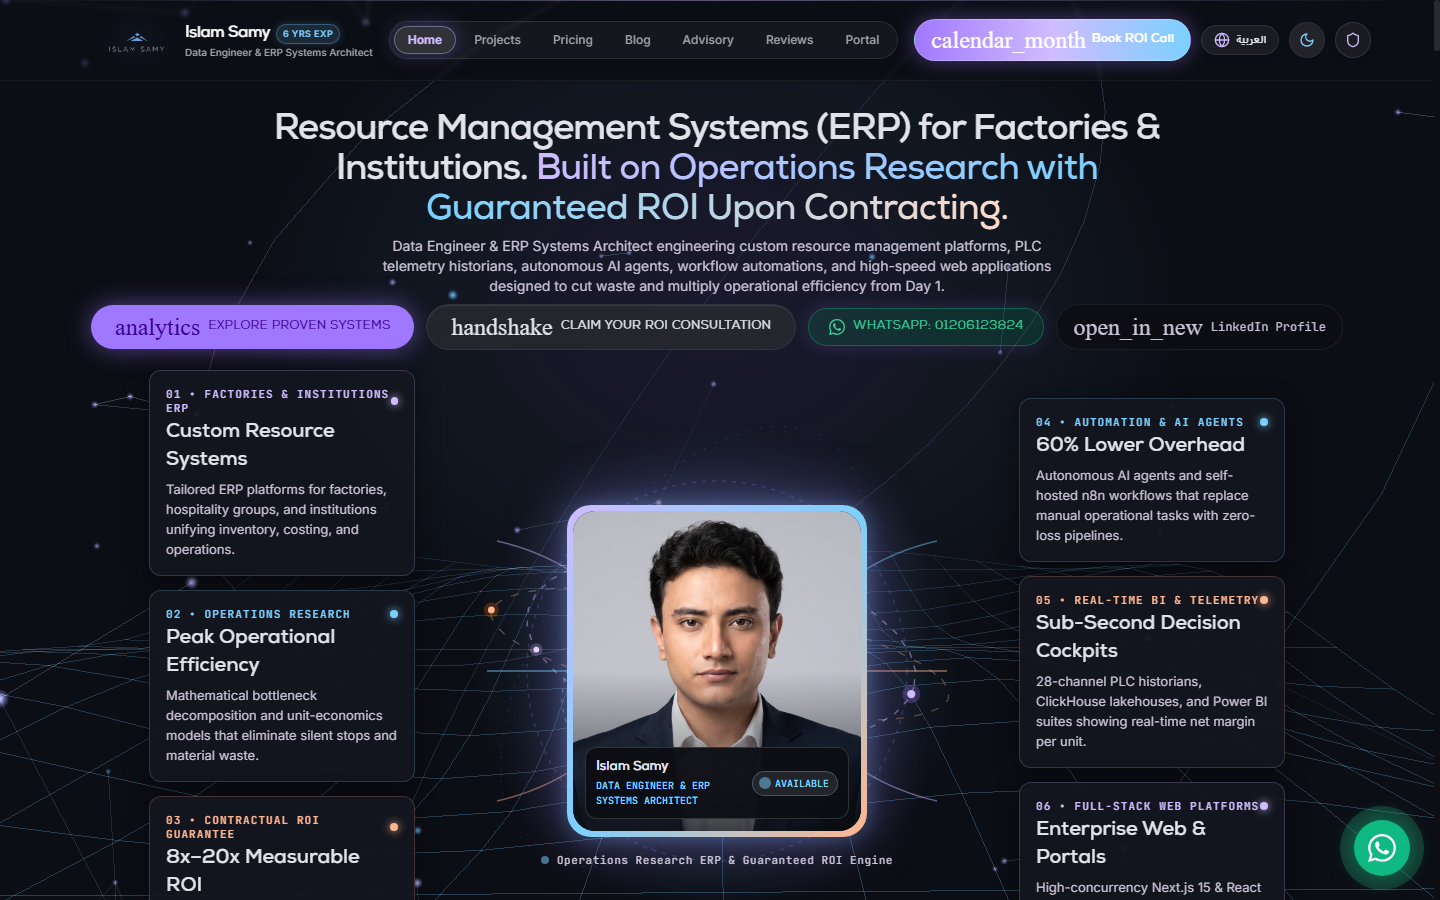 ISLAM SAMY
Islam Samy 6 YRS EXP
Data Engineer & ERP Systems Architect
Home Projects Pricing Blog Advisory Reviews Portal
calendar_month Book ROI Call
العربية
Resource Management Systems (ERP) for Factories &
Institutions. Built on Operations Research with
Guaranteed ROI Upon Contracting.
Data Engineer & ERP Systems Architect engineering custom resource management platforms, PLC
telemetry historians, autonomous AI agents, workflow automations, and high-speed web applications
designed to cut waste and multiply operational efficiency from Day 1.
analytics EXPLORE PROVEN SYSTEMS
handshake CLAIM YOUR ROI CONSULTATION
WHATSAPP: 01206123824
open_in_new LinkedIn Profile
01 • FACTORIES & INSTITUTIONS
ERP
Custom Resource
Systems
Tailored ERP platforms for factories,
hospitality groups, and institutions
unifying inventory, costing, and
operations.
02 • OPERATIONS RESEARCH
Peak Operational
Efficiency
Mathematical bottleneck
decomposition and unit-economics
models that eliminate silent stops and
material waste.
03 • CONTRACTUAL ROI
GUARANTEE
8x–20x Measurable
ROI
Islam Samy
DATA ENGINEER & ERP
SYSTEMS ARCHITECT
AVAILABLE
Operations Research ERP & Guaranteed ROI Engine
04 • AUTOMATION & AI AGENTS
60% Lower Overhead
Autonomous AI agents and self-
hosted n8n workflows that replace
manual operational tasks with zero-
loss pipelines.
05 • REAL-TIME BI & TELEMETRY
Sub-Second Decision
Cockpits
28-channel PLC historians,
ClickHouse lakehouses, and Power BI
suites showing real-time net margin
per unit.
06 • FULL-STACK WEB PLATFORMS
Enterprise Web &
Portals
High-concurrency Next.js 15 & React